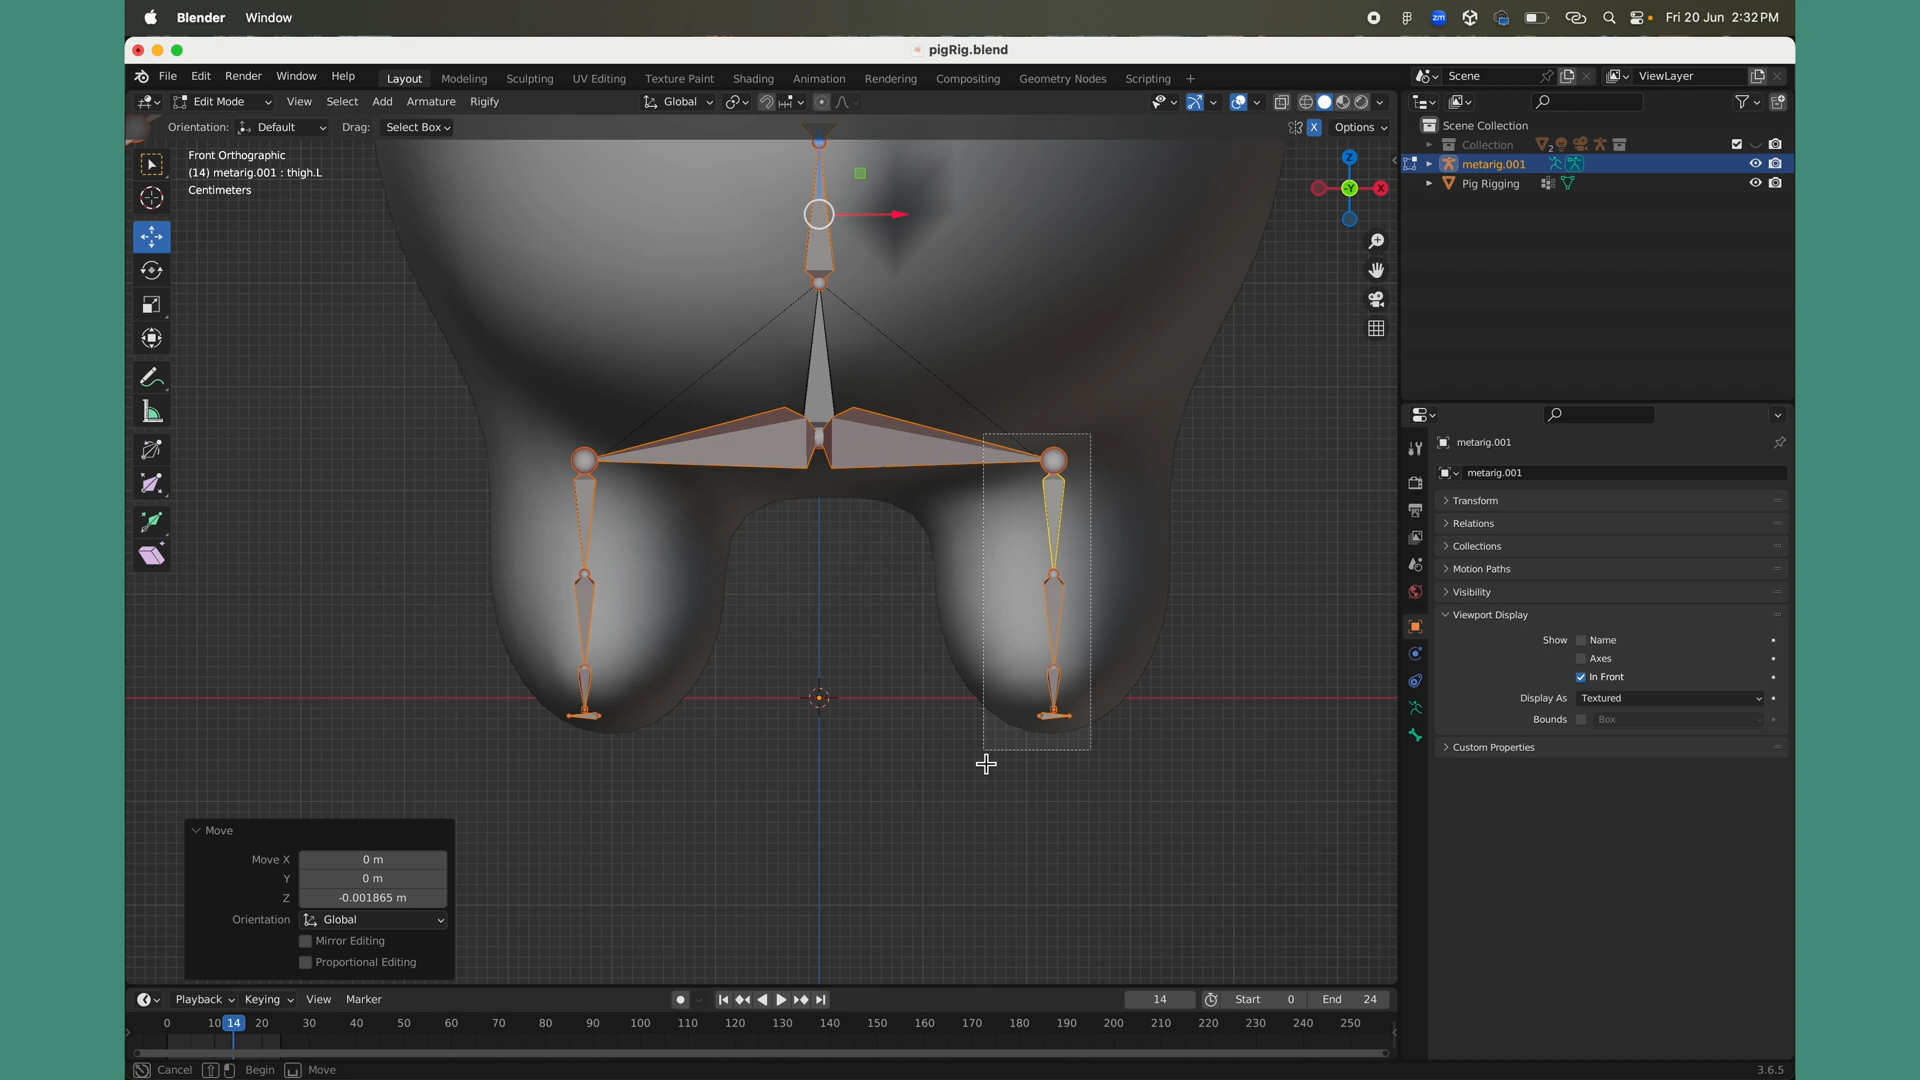 Blender Window
zm
Fri 20 Jun 2:32 PM
pigRig.blend
File Edit Render Window Help
Layout Modeling Sculpting UV Editing Texture Paint Shading Animation Rendering Compositing Geometry Nodes Scripting +
Scene
ViewLayer
Edit Mode View Select Add Armature Rigify
Global
Orientation: Default Drag: Select Box
X Options
Front Orthographic
(14) metarig.001 : thigh.L
Centimeters
Z
-Y
X
Scene Collection
Collection 2
metarig.001
Pig Rigging
metarig.001
metarig.001
Transform
Relations
Collections
Motion Paths
Visibility
Viewport Display
Show Name
Axes
In Front
Display As Textured
Bounds Box
Custom Properties
Move
Move X 0 m
Y 0 m
Z -0.001865 m
Orientation Global
Mirror Editing
Proportional Editing
Playback Keying View Marker
14 Start 0 End 24
0 10 14 20 30 40 50 60 70 80 90 100 110 120 130 140 150 160 170 180 190 200 210 220 230 240 250
Cancel Begin Move
3.6.5